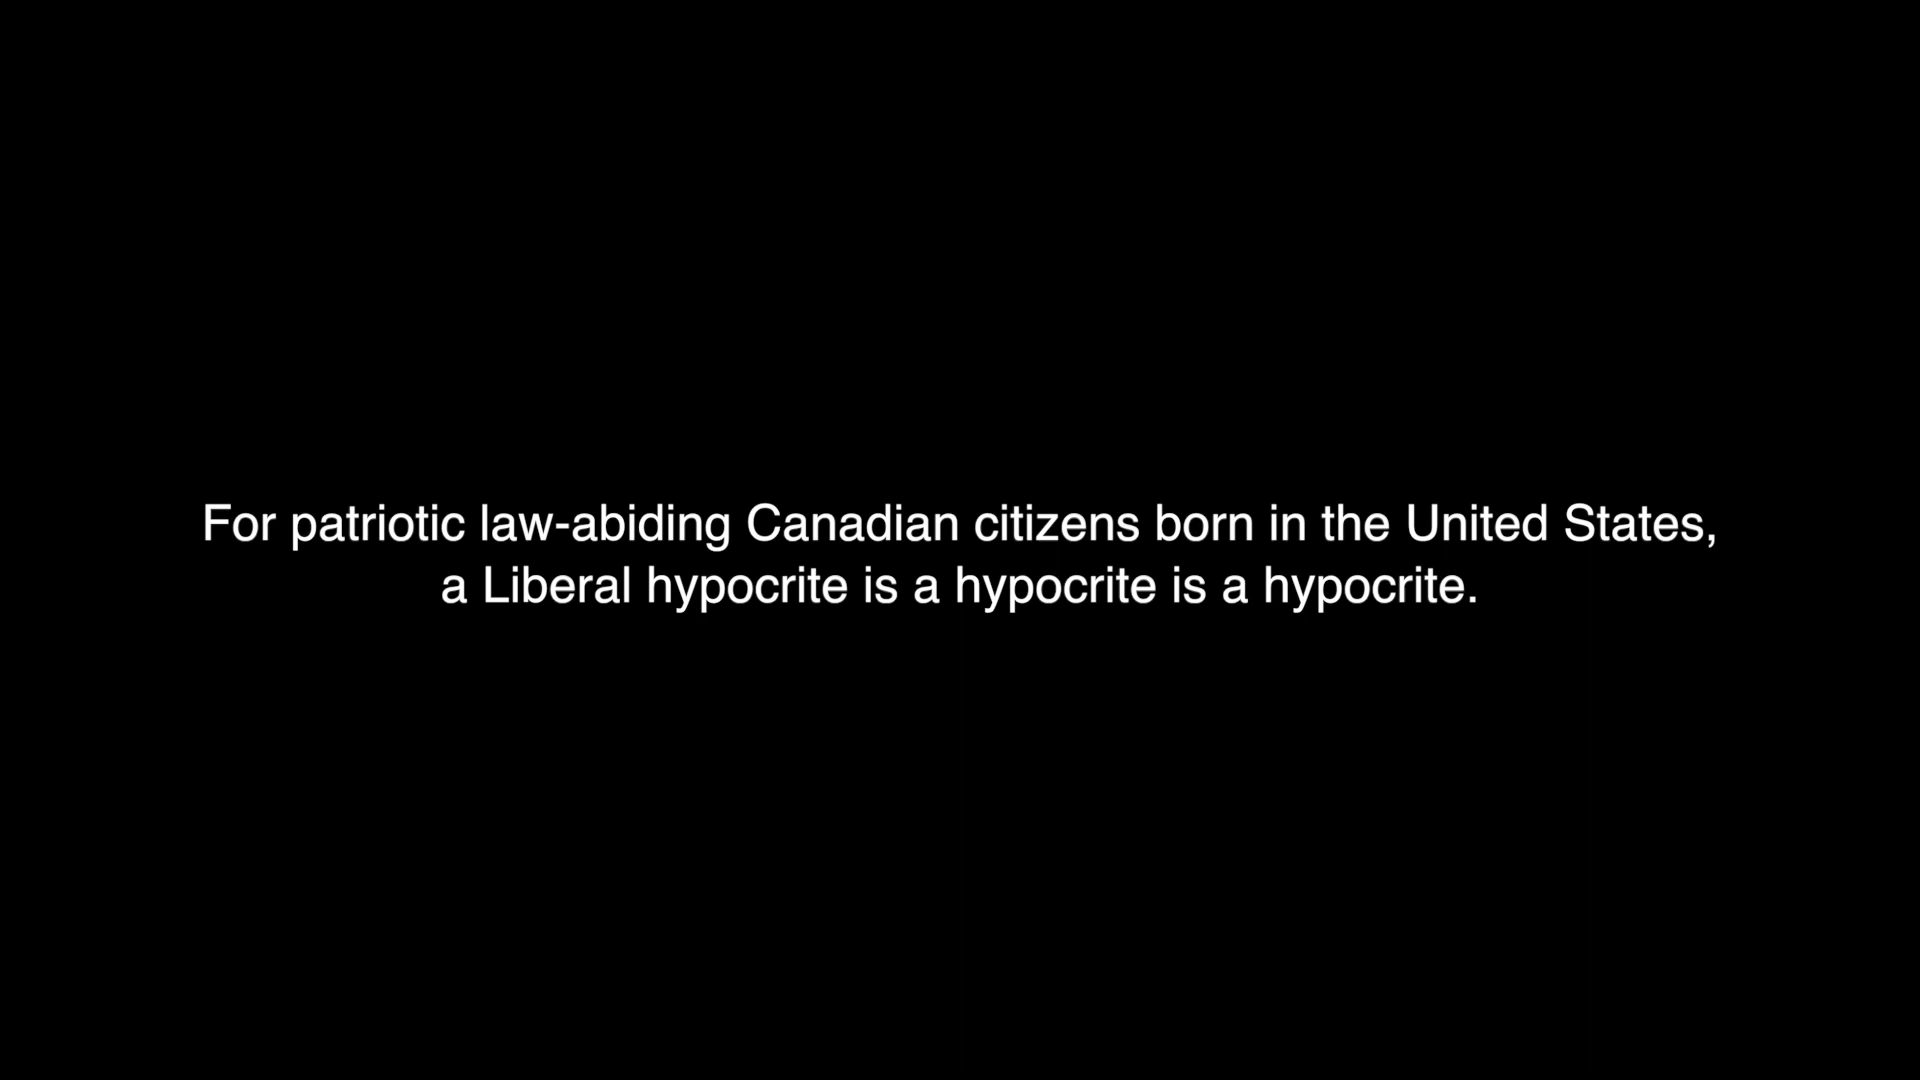 For patriotic law-abiding Canadian citizens born in the United States,
a Liberal hypocrite is a hypocrite is a hypocrite.